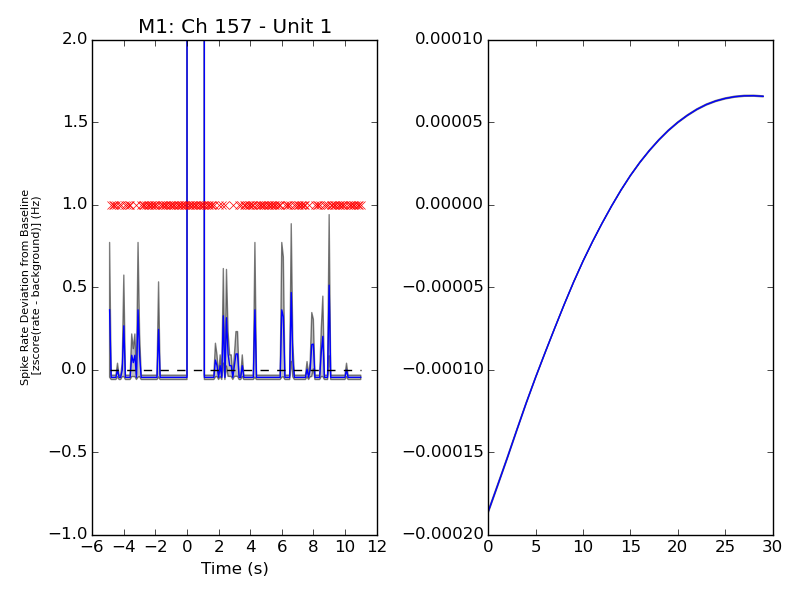 M1: Ch 157 - Unit 1
2.0
1.5
1.0
0.5
0.0
−0.5
−1.0
Spike Rate Deviation from Baseline
[zscore(rate - background)] (Hz)
−6 −4 −2 0 2 4 6 8 10 12
Time (s)
0.00010
0.00005
0.00000
−0.00005
−0.00010
−0.00015
−0.00020
0 5 10 15 20 25 30